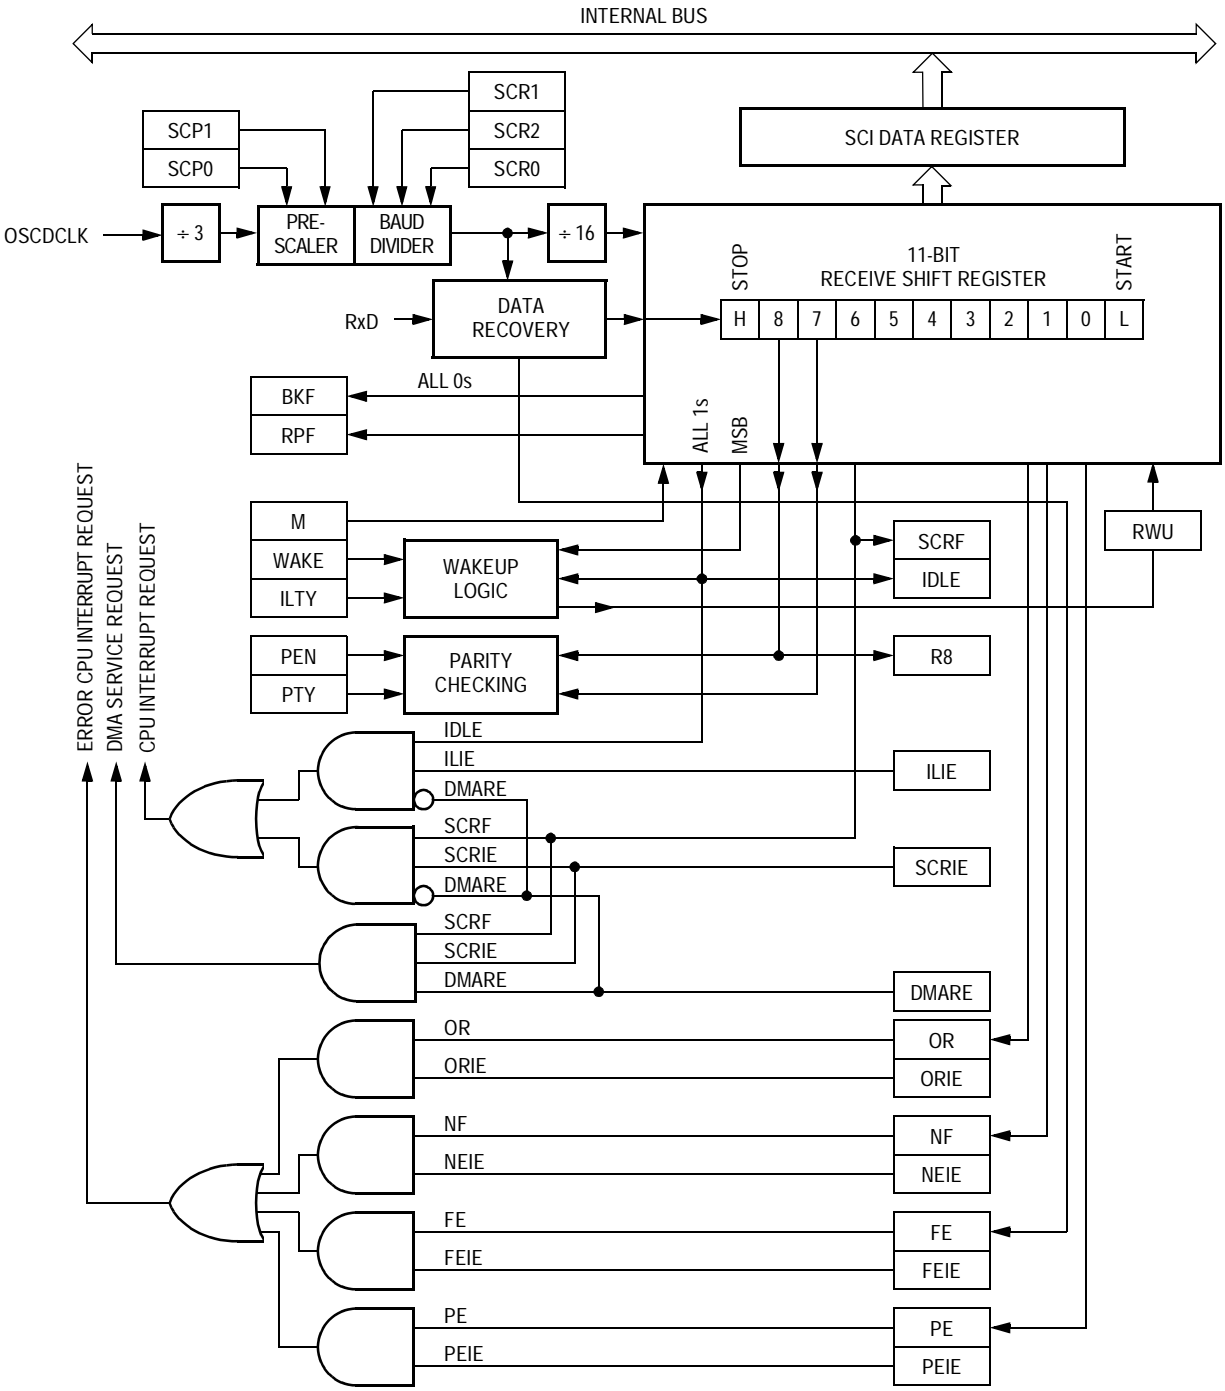 INTERNAL BUS
SCR1
SCR2
SCR0
SCP1
SCP0
SCI DATA REGISTER
OSCDCLK
÷ 3
PRE-
SCALER
BAUD
DIVIDER
÷ 16
RxD
DATA
RECOVERY
STOP
11-BIT
RECEIVE SHIFT REGISTER
START
H 8 7 6 5 4 3 2 1 0 L
ALL 0s
BKF
RPF
ALL 1s
MSB
M
WAKE
ILTY
WAKEUP
LOGIC
SCRF
IDLE
RWU
PEN
PTY
PARITY
CHECKING
R8
ERROR CPU INTERRUPT REQUEST
DMA SERVICE REQUEST
CPU INTERRUPT REQUEST
IDLE
ILIE
ILIE
DMARE
SCRF
SCRIE
SCRIE
DMARE
SCRF
SCRIE
DMARE
DMARE
OR
OR
ORIE
ORIE
NF
NF
NEIE
NEIE
FE
FE
FEIE
FEIE
PE
PE
PEIE
PEIE